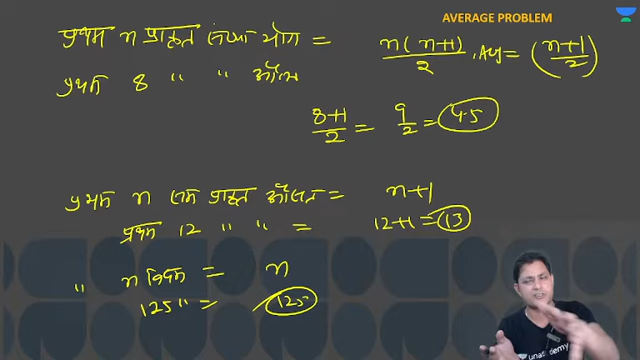 AVERAGE PROBLEM
प्रथम n प्राकृत संख्या योग = n(n+1)/2, Avg = (n+1/2)
प्रथम 8 " " औसत
8+1/2 = 9/2 = 4.5
प्रथम n सम प्राकृत औसत = n+1
प्रथम 12 " " = 12+1 = 13
" n विषम = n
125 " = 125
unacademy